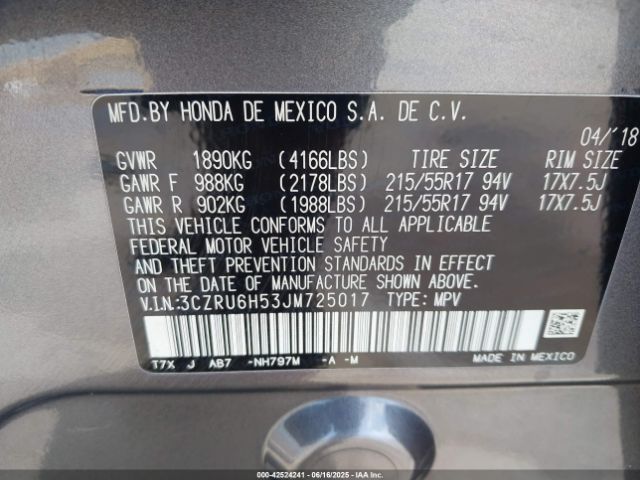 MFD.BY HONDA DE MEXICO S.A. DE C.V.
04/'18
GVWR 1890KG (4166LBS) TIRE SIZE RIM SIZE
GAWR F 988KG (2178LBS) 215/55R17 94V 17X7.5J
GAWR R 902KG (1988LBS) 215/55R17 94V 17X7.5J
THIS VEHICLE CONFORMS TO ALL APPLICABLE
FEDERAL MOTOR VEHICLE SAFETY
AND THEFT PREVENTION STANDARDS IN EFFECT
ON THE DATE OF MANUFACTURE SHOWN ABOVE.
V.I.N.:3CZRU6H53JM725017 TYPE: MPV
T7X J AB7 -NH797M -A -M MADE IN MEXICO
000-42524241 - 06/16/2025 - IAA, Inc.